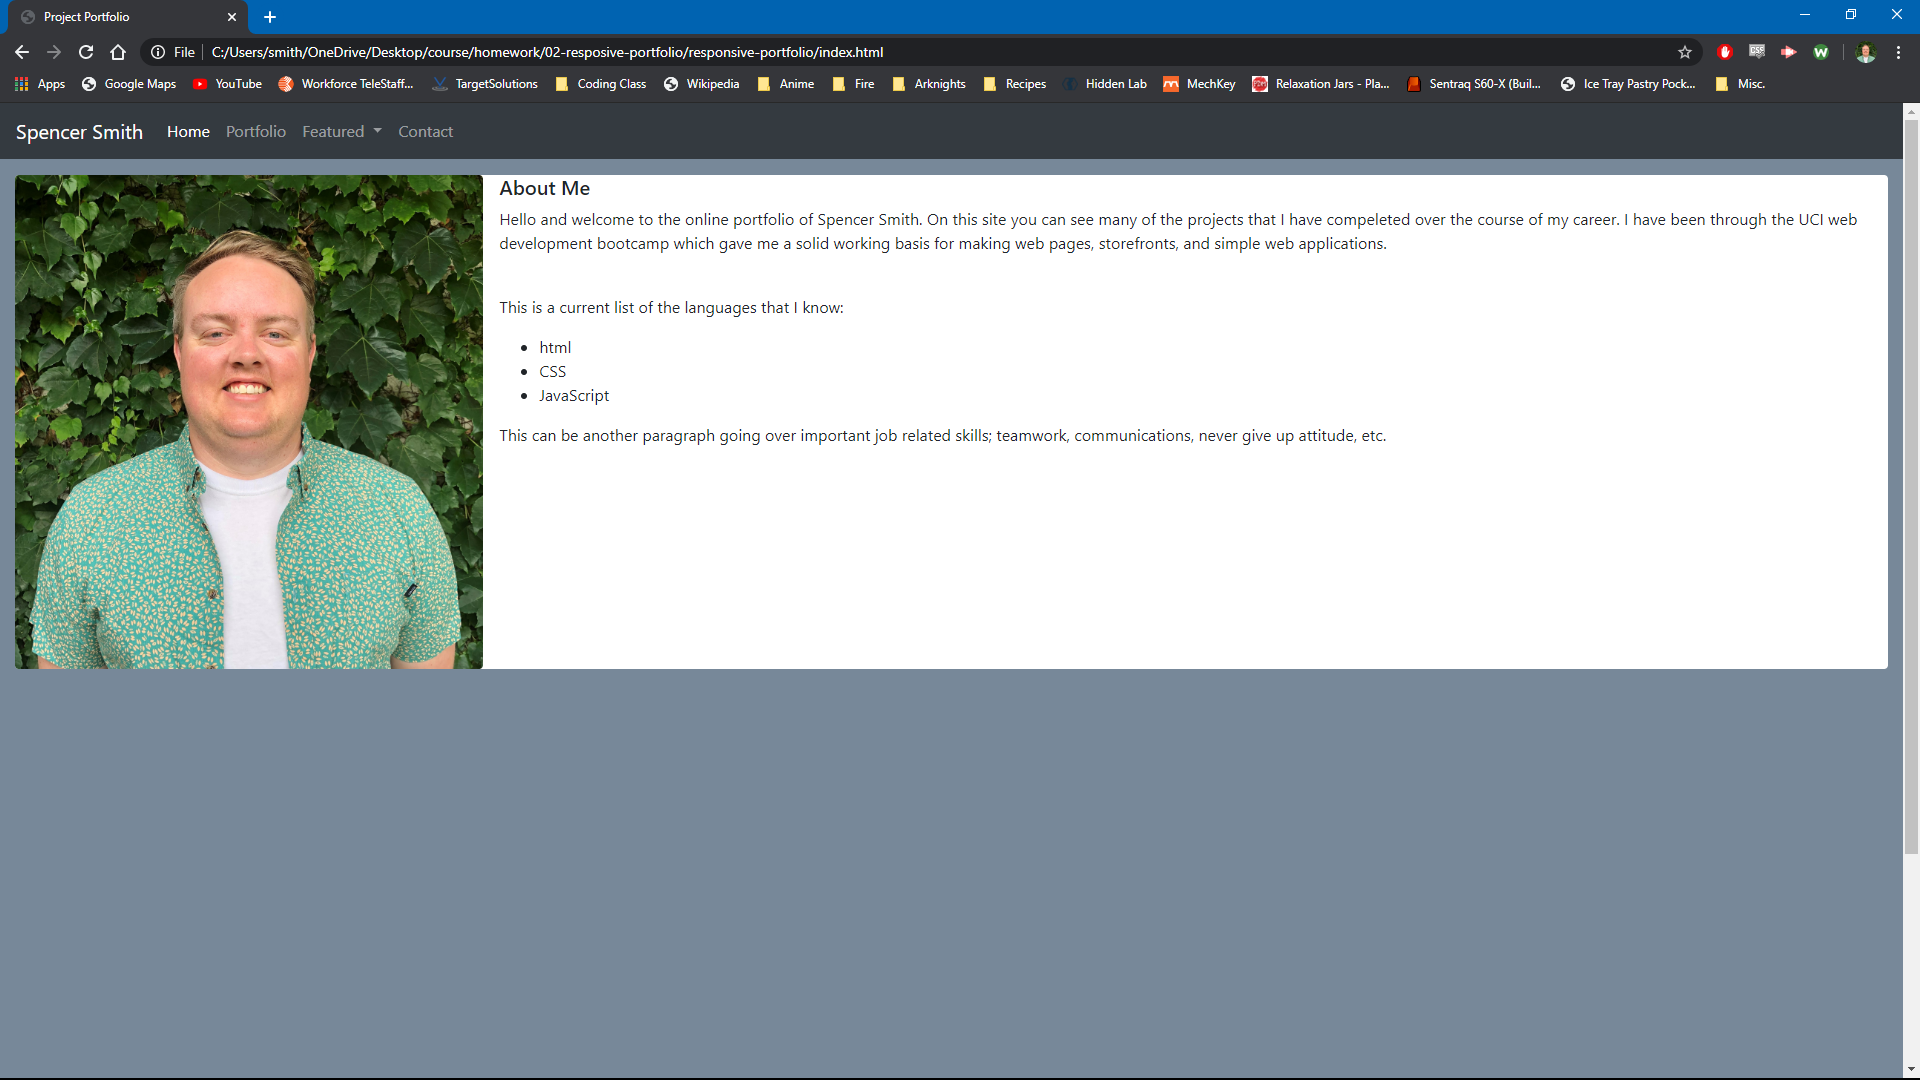 Project Portfolio
File C:/Users/smith/OneDrive/Desktop/course/homework/02-resposive-portfolio/responsive-portfolio/index.html
Apps Google Maps YouTube Workforce TeleStaff... TargetSolutions Coding Class Wikipedia Anime Fire Arknights Recipes Hidden Lab MechKey Relaxation Jars - Pla... Sentraq S60-X (Buil... Ice Tray Pastry Pock... Misc.
Spencer Smith Home Portfolio Featured Contact
About Me
Hello and welcome to the online portfolio of Spencer Smith. On this site you can see many of the projects that I have compeleted over the course of my career. I have been through the UCI web
development bootcamp which gave me a solid working basis for making web pages, storefronts, and simple web applications.
This is a current list of the languages that I know:
html
CSS
JavaScript
This can be another paragraph going over important job related skills; teamwork, communications, never give up attitude, etc.